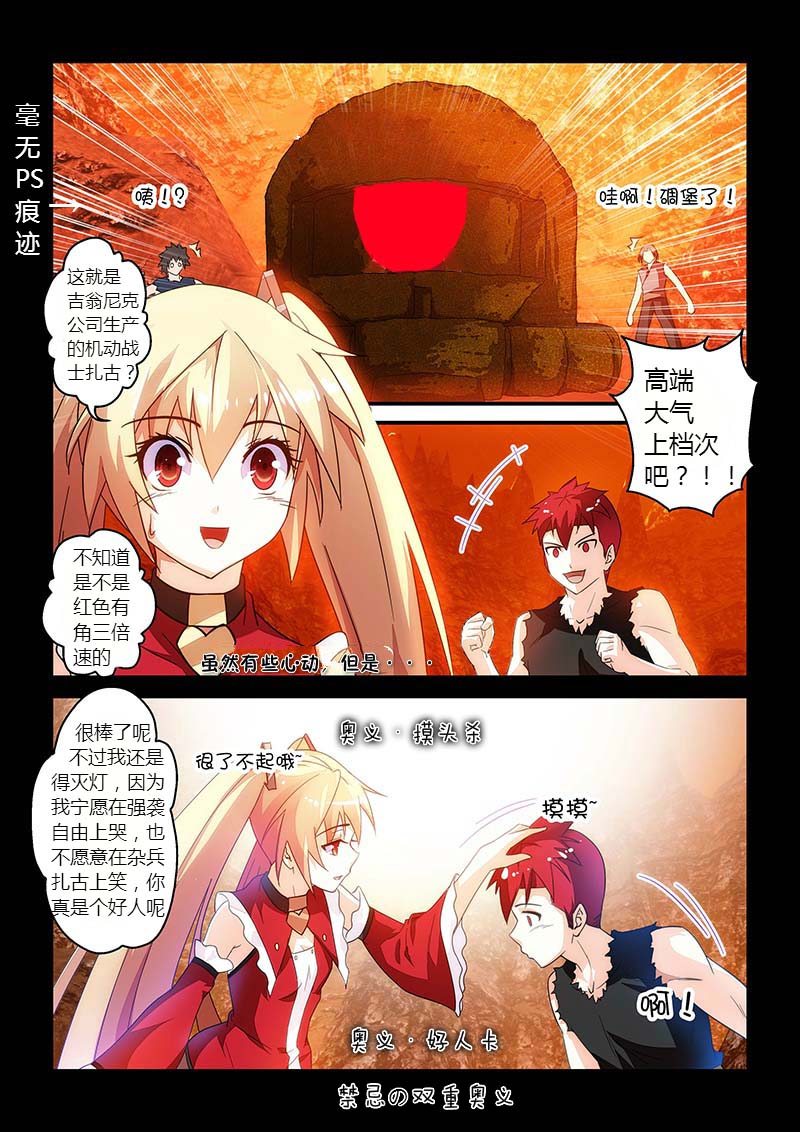 毫无PS痕迹
咦！？
哇啊！碉堡了！
这就是
吉翁尼克
公司生产
的机动战
士扎古？
高端
大气
上档次
吧？！！
不知道
是不是
红色有
角三倍
速的
虽然有些心动，但是···
奥义·摸头杀
很棒了呢
不过我还是
得灭灯，因为
我宁愿在强袭
自由上哭，也
不愿意在杂兵
扎古上笑，你
真是个好人呢
很了不起哦~
摸摸~
啊！
奥义·好人卡
禁忌の双重奥义